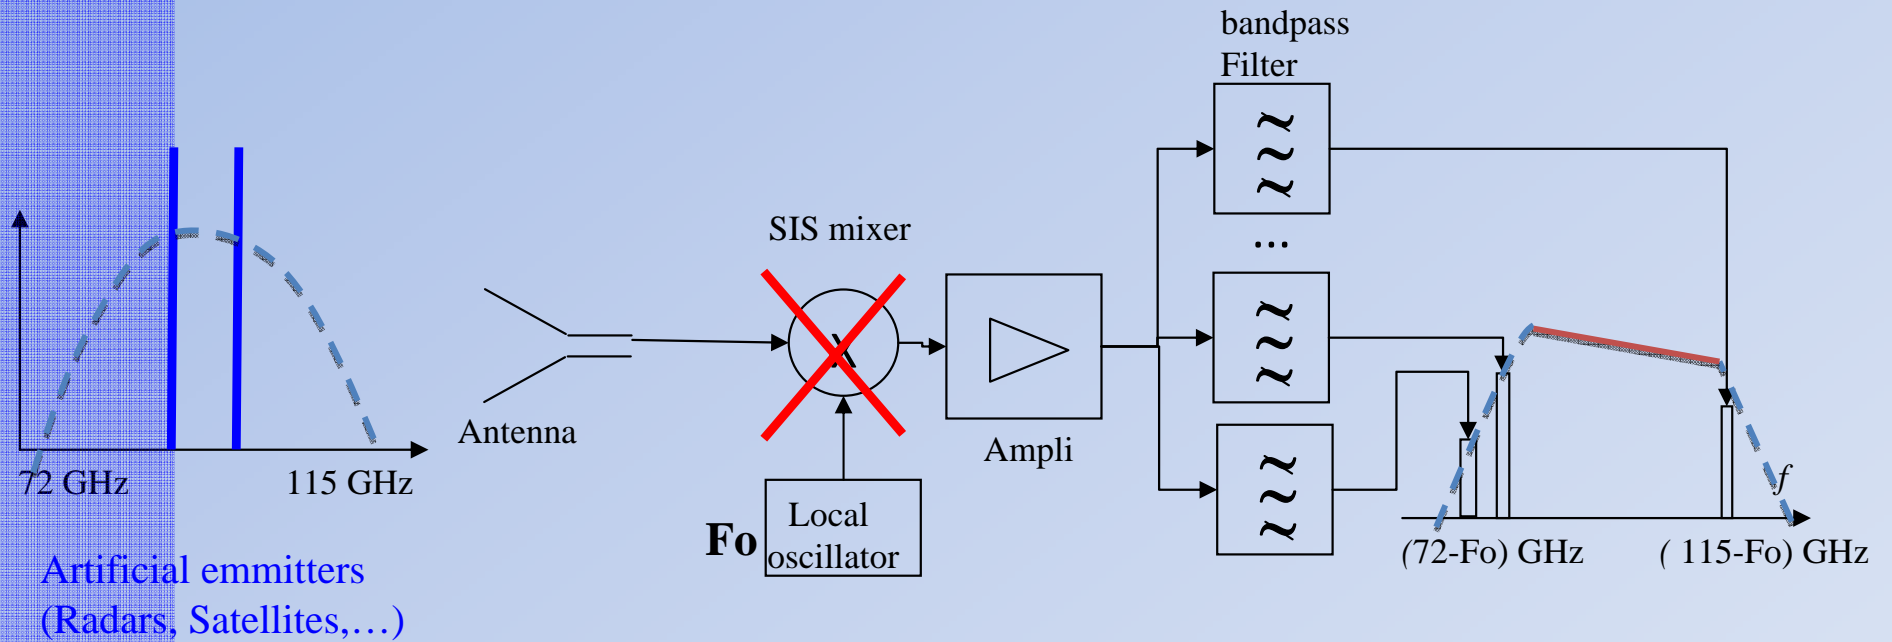 bandpass
Filter
SIS mixer
...
X
Antenna
Ampli
72 GHz
115 GHz
f
Fo
Local
oscillator
(72-Fo) GHz
( 115-Fo) GHz
Artificial emmitters
(Radars, Satellites,…)